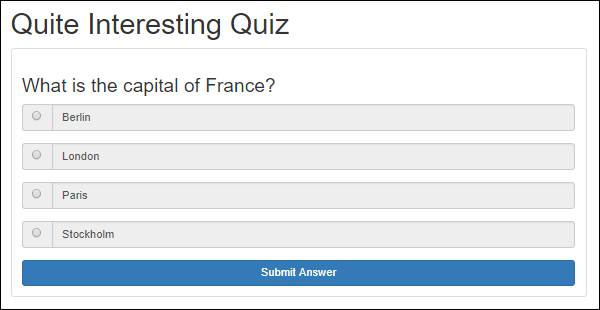 Quite Interesting Quiz
What is the capital of France?
Berlin
London
Paris
Stockholm
Submit Answer